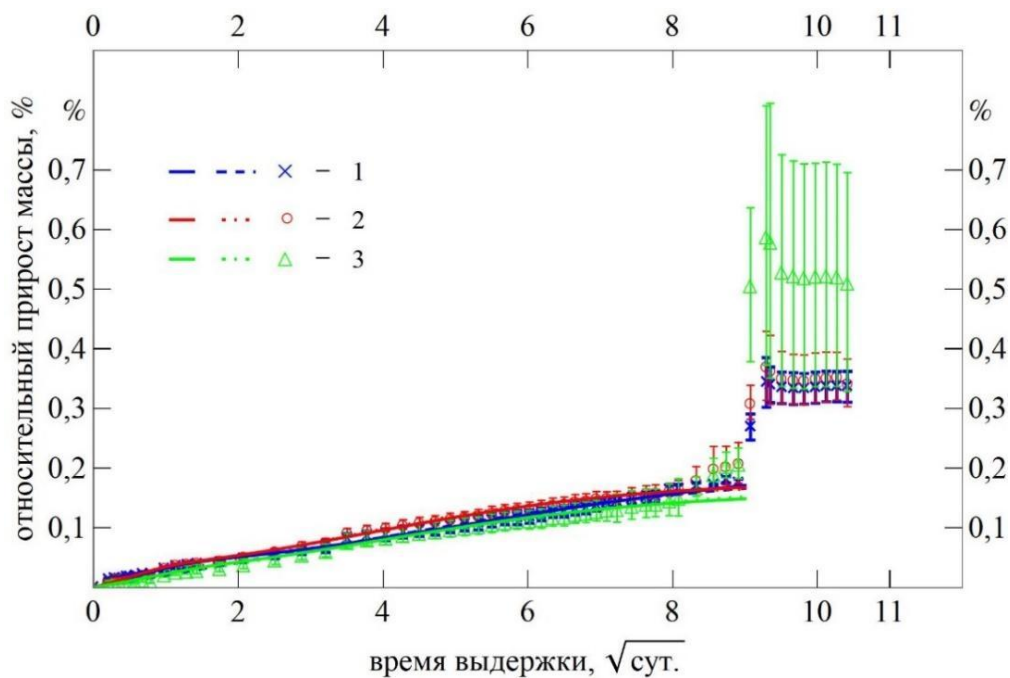 0 2 4 6 8 10 11
относительный прирост массы, %
% %
0,7 0,7
0,6 0,6
0,5 0,5
0,4 0,4
0,3 0,3
0,2 0,2
0,1 0,1
– 1
– 2
– 3
0 2 4 6 8 10 11
время выдержки, √сут.